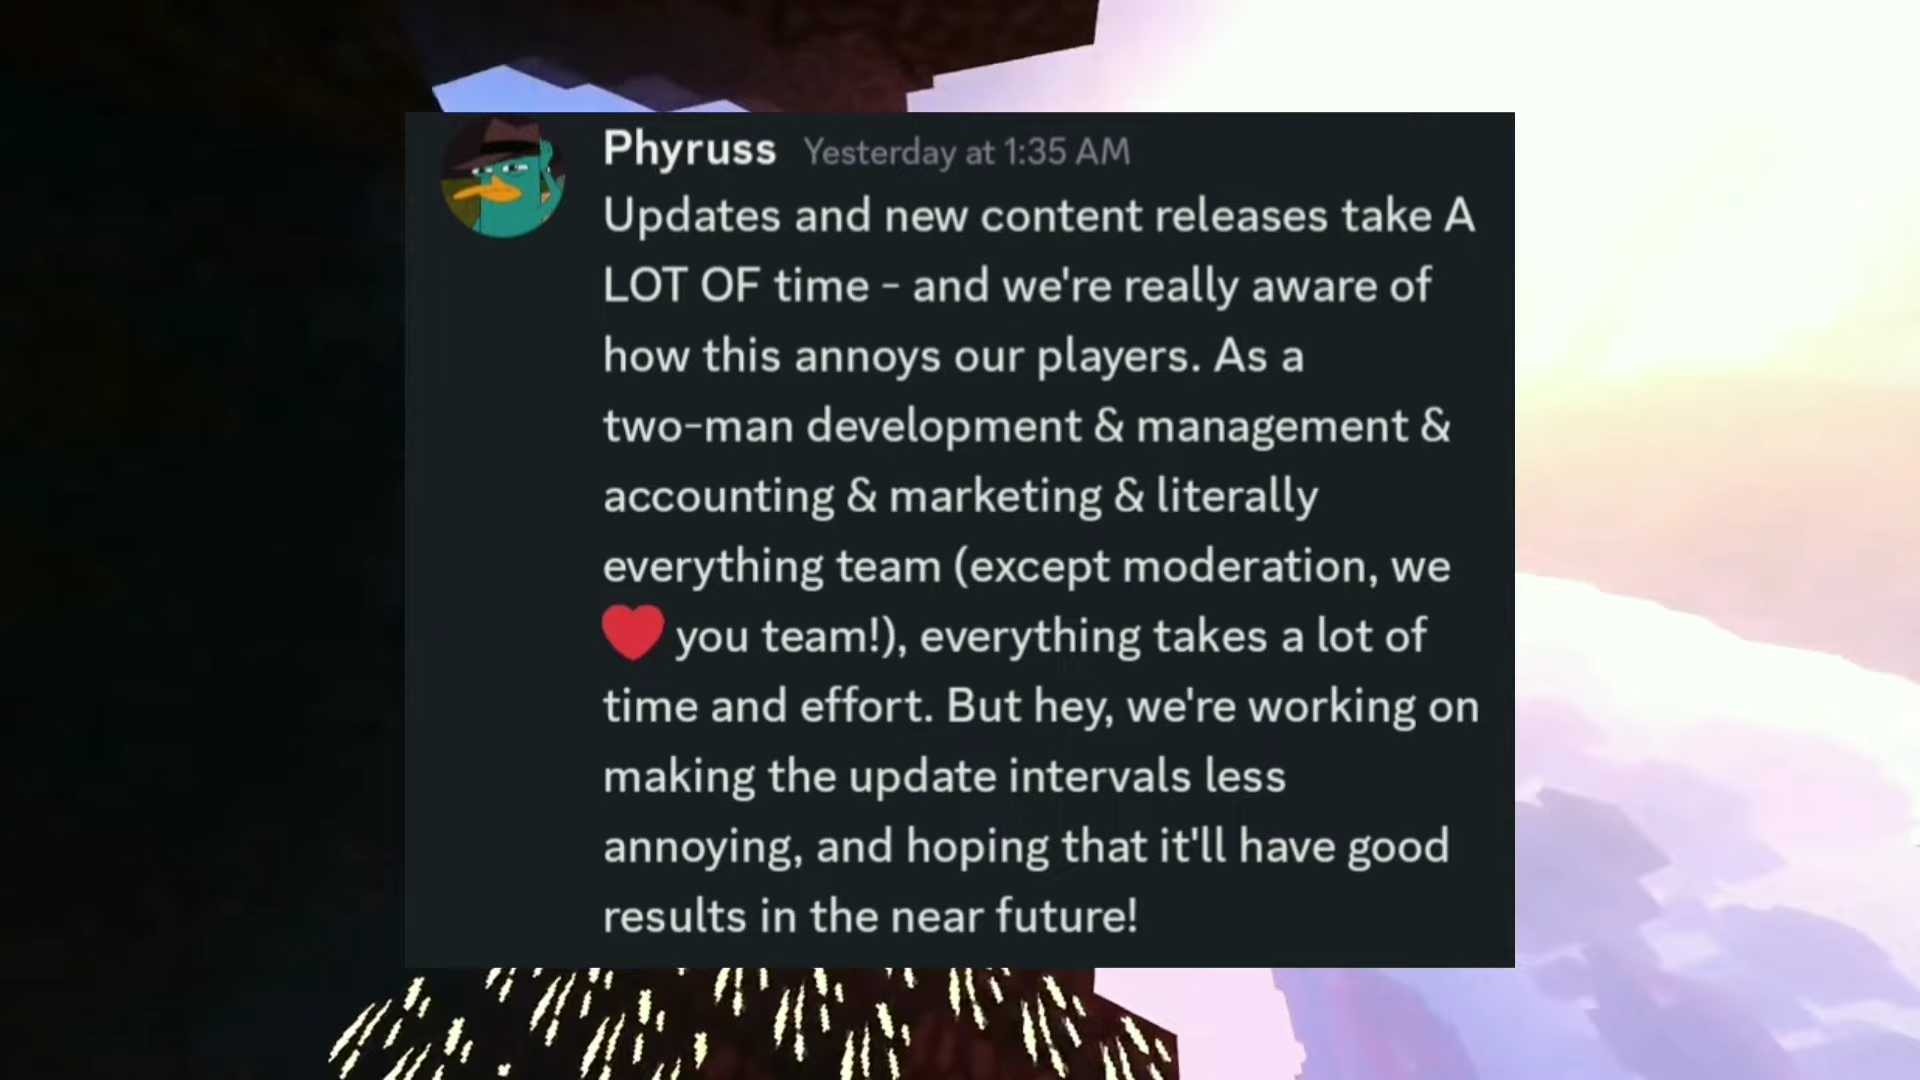 Phyruss Yesterday at 1:35 AM
Updates and new content releases take A
LOT OF time - and we're really aware of
how this annoys our players. As a
two-man development & management &
accounting & marketing & literally
everything team (except moderation, we
❤️ you team!), everything takes a lot of
time and effort. But hey, we're working on
making the update intervals less
annoying, and hoping that it'll have good
results in the near future!